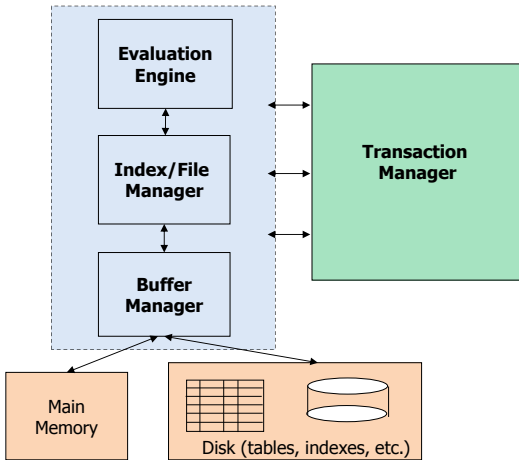 Evaluation
Engine
Index/File
Manager
Buffer
Manager
Transaction
Manager
Main
Memory
Disk (tables, indexes, etc.)